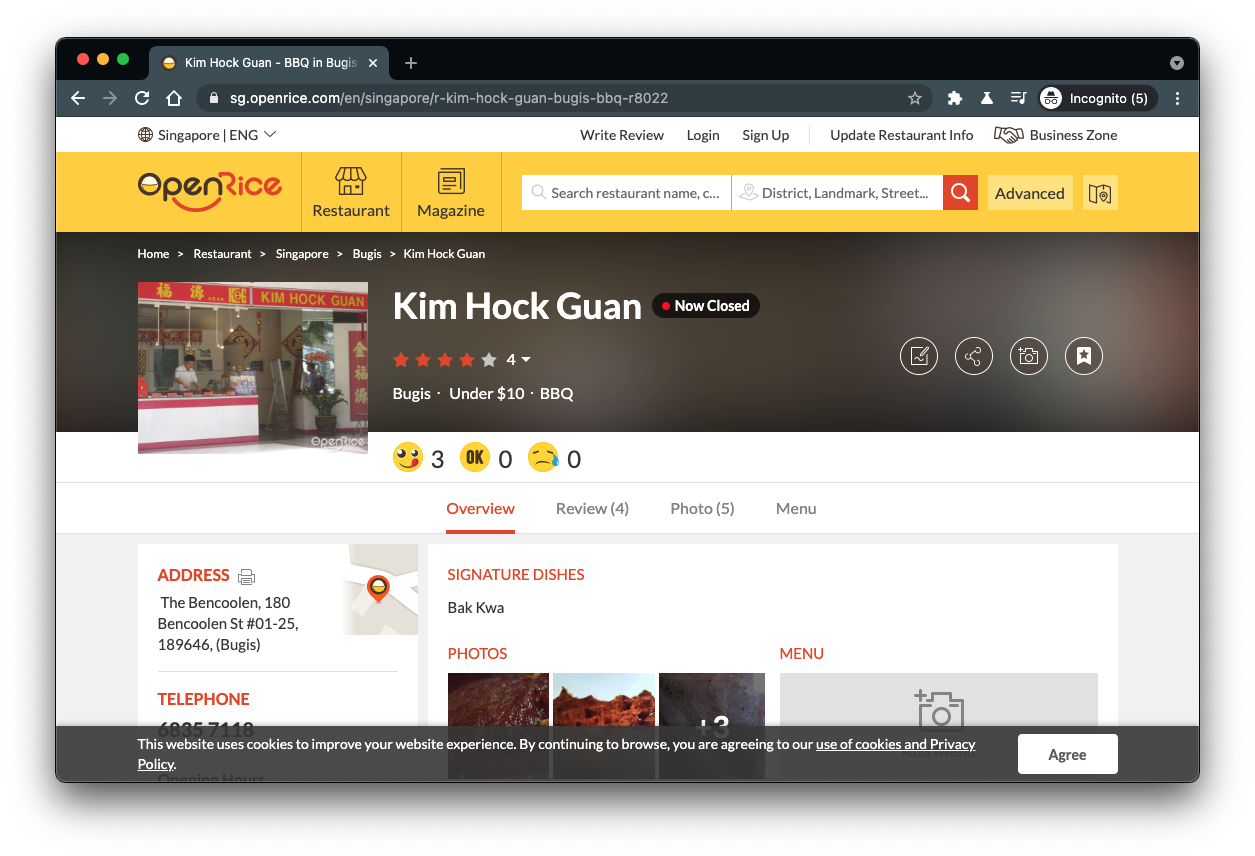 Kim Hock Guan - BBQ in Bugis
sg.openrice.com/en/singapore/r-kim-hock-guan-bugis-bbq-r8022
Incognito (5)
Singapore | ENG
Write Review
Login
Sign Up
Update Restaurant Info
Business Zone
OpenRice
Restaurant
Magazine
Search restaurant name, c...
District, Landmark, Street...
Advanced
Home > Restaurant > Singapore > Bugis > Kim Hock Guan
福 源
KIM HOCK GUAN
金福源
OpenRice
Kim Hock Guan
Now Closed
4
Bugis · Under $10 · BBQ
3
OK
0
0
Overview
Review (4)
Photo (5)
Menu
ADDRESS
The Bencoolen, 180
Bencoolen St #01-25,
189646, (Bugis)
TELEPHONE
6835 7118
Opening Hours
SIGNATURE DISHES
Bak Kwa
PHOTOS
+3
MENU
This website uses cookies to improve your website experience. By continuing to browse, you are agreeing to our use of cookies and Privacy
Policy.
Agree